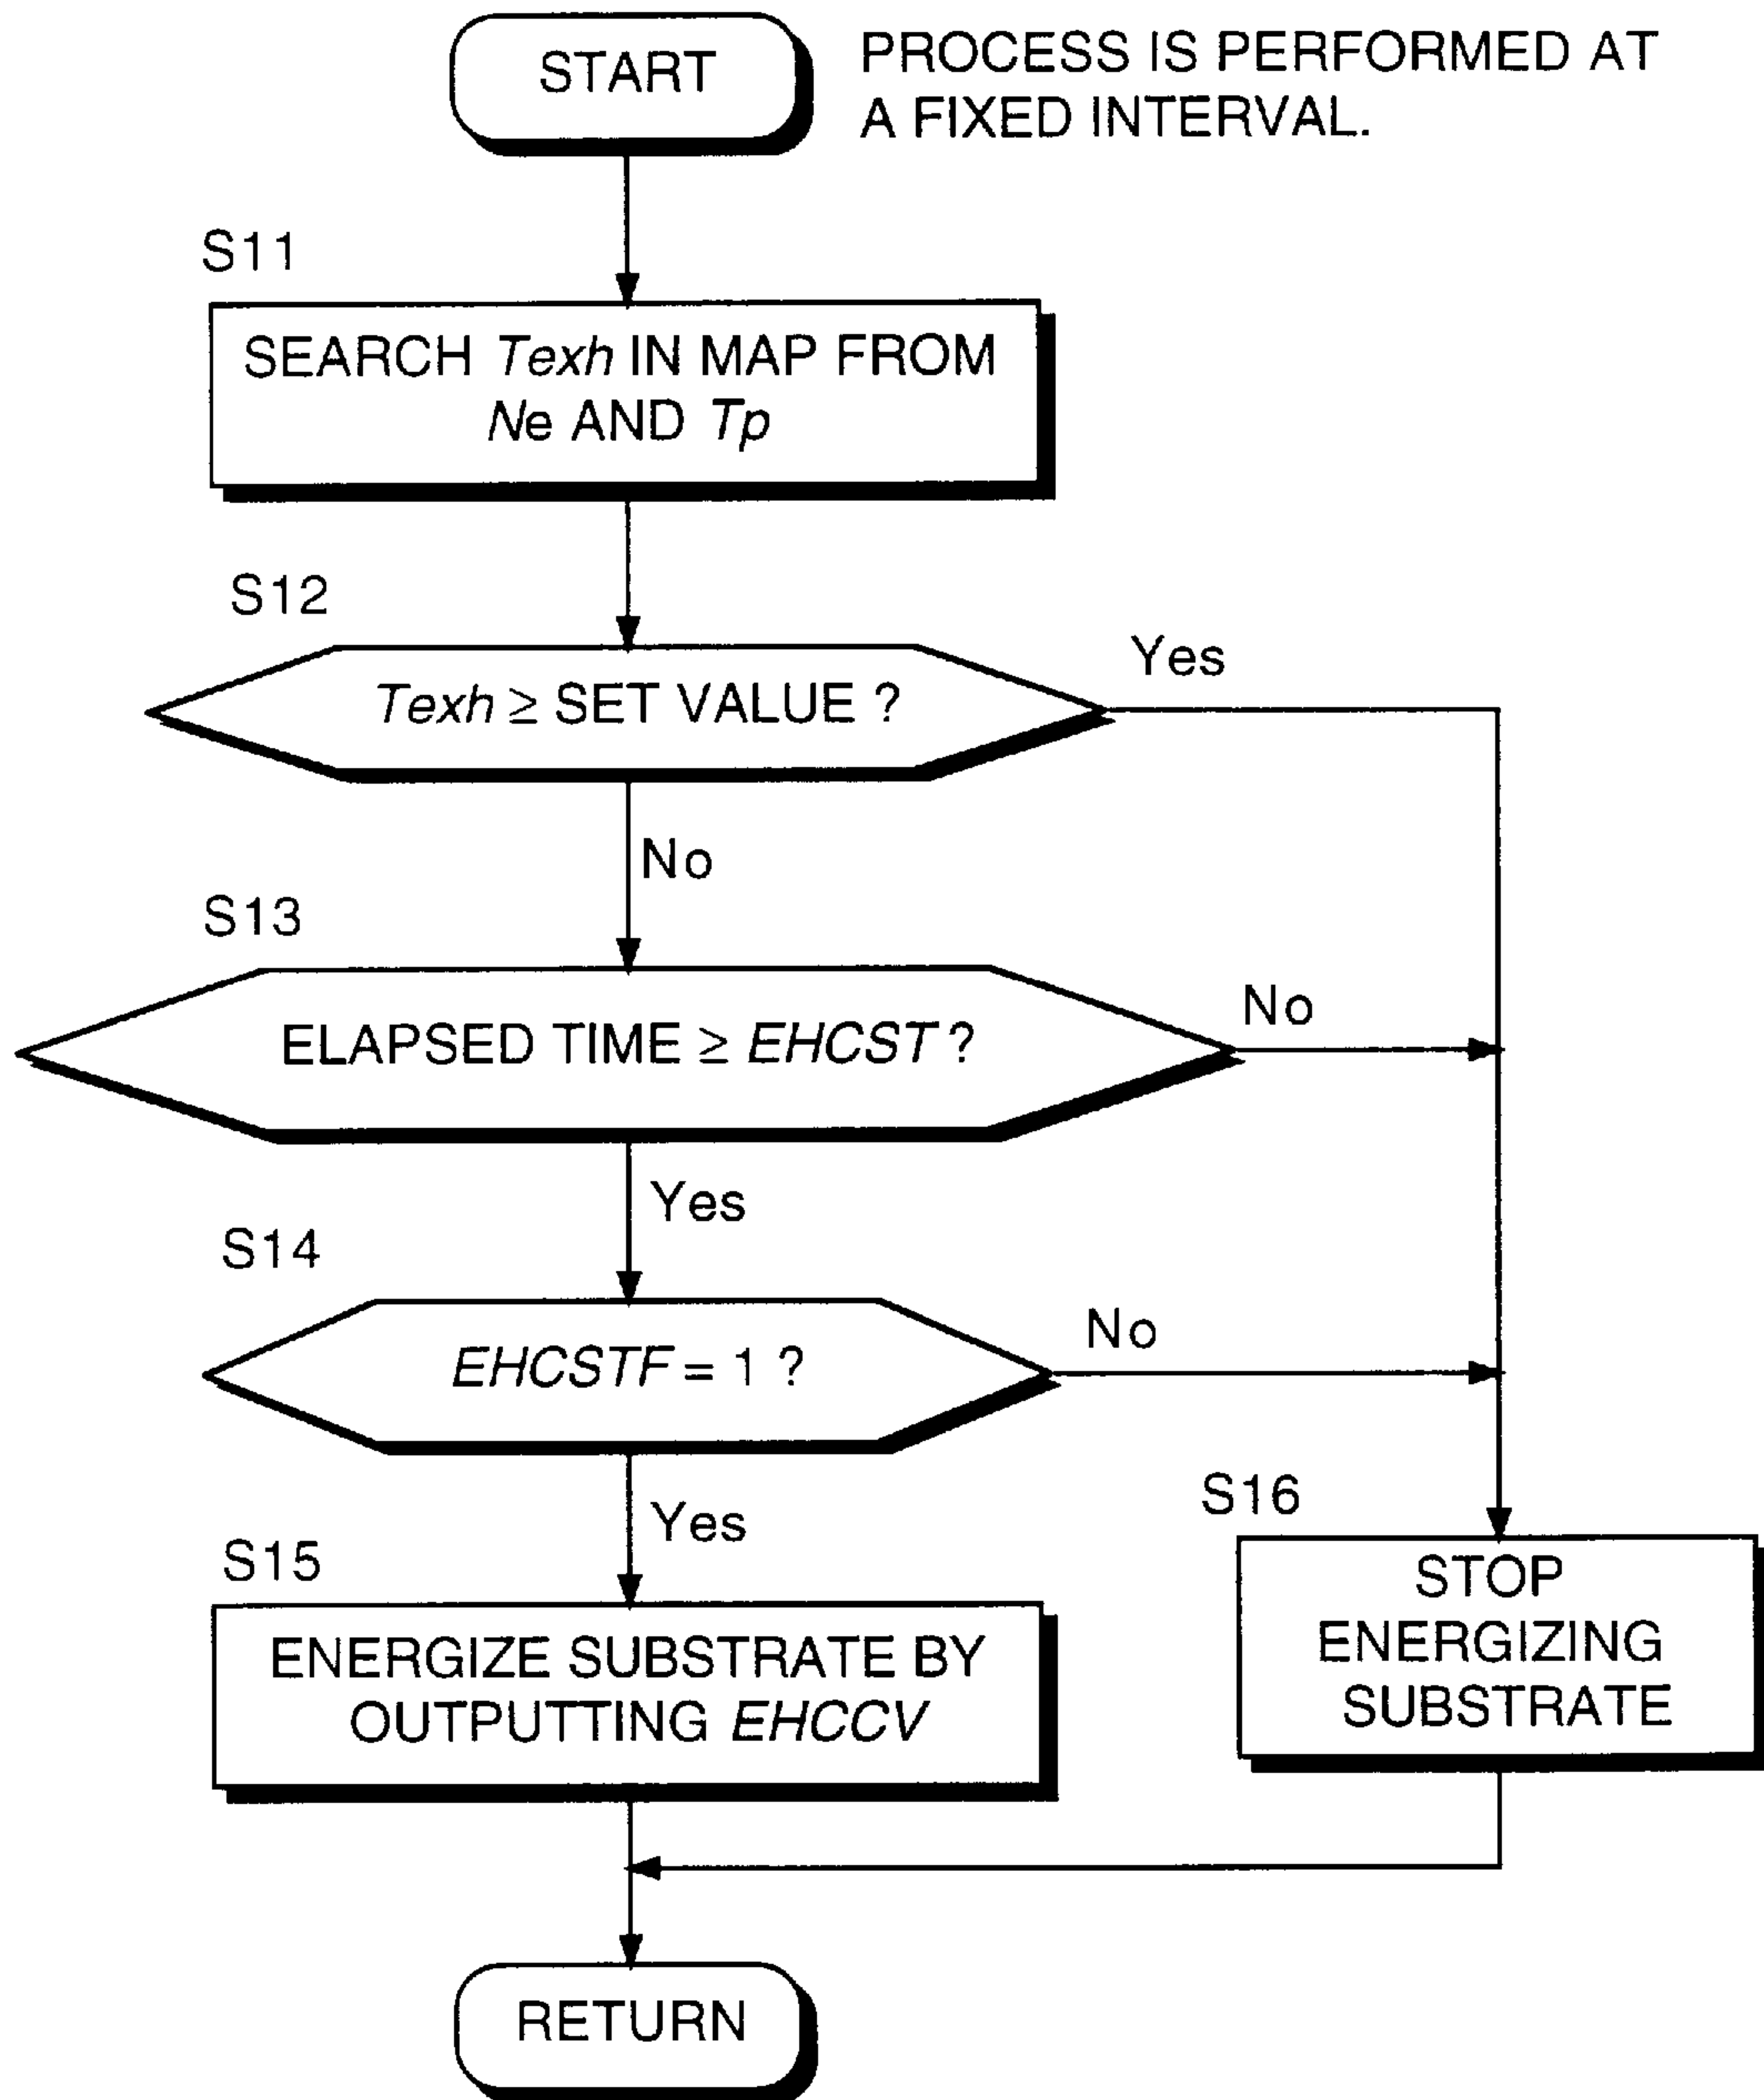 START
PROCESS IS PERFORMED AT
A FIXED INTERVAL.
S11
SEARCH Texh IN MAP FROM
Ne AND Tp
S12
Texh ≥ SET VALUE ?
Yes
No
S13
ELAPSED TIME ≥ EHCST ?
No
Yes
S14
EHCSTF = 1 ?
No
Yes
S15
ENERGIZE SUBSTRATE BY
OUTPUTTING EHCCV
S16
STOP
ENERGIZING
SUBSTRATE
RETURN